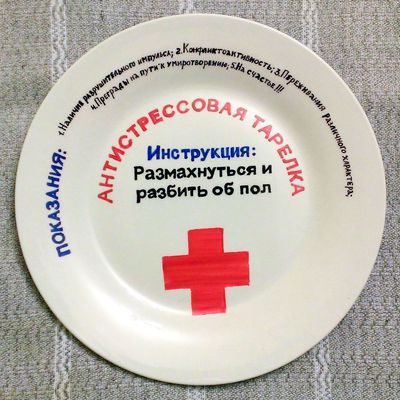 ПОКАЗАНИЯ:
1.Наличие разрушительного импульса; 2.Конфликтоактивность; 3.Переживания различного характера;
4.Преграды на пути к умиротворению; 5.На счастье!!!
АНТИСТРЕССОВАЯ ТАРЕЛКА
Инструкция:
Размахнуться и
разбить об пол